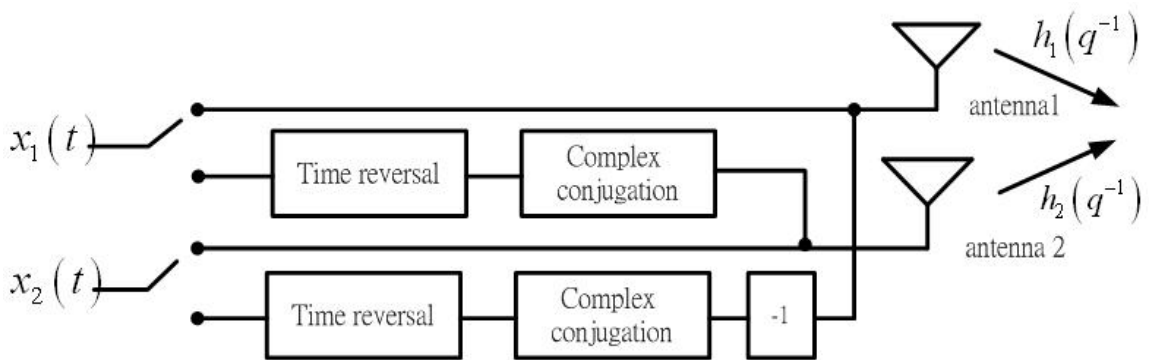 h₁(q⁻¹)
antenna1
x₁(t)
Time reversal
Complex
conjugation
h₂(q⁻¹)
antenna 2
x₂(t)
Time reversal
Complex
conjugation
-1